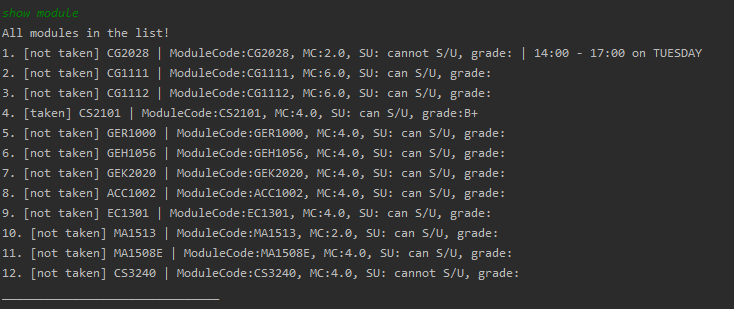 show module
All modules in the list!
1. [not taken] CG2028 | ModuleCode:CG2028, MC:2.0, SU: cannot S/U, grade: | 14:00 - 17:00 on TUESDAY
2. [not taken] CG1111 | ModuleCode:CG1111, MC:6.0, SU: can S/U, grade:
3. [not taken] CG1112 | ModuleCode:CG1112, MC:6.0, SU: can S/U, grade:
4. [taken] CS2101 | ModuleCode:CS2101, MC:4.0, SU: can S/U, grade:B+
5. [not taken] GER1000 | ModuleCode:GER1000, MC:4.0, SU: can S/U, grade:
6. [not taken] GEH1056 | ModuleCode:GEH1056, MC:4.0, SU: can S/U, grade:
7. [not taken] GEK2020 | ModuleCode:GEK2020, MC:4.0, SU: can S/U, grade:
8. [not taken] ACC1002 | ModuleCode:ACC1002, MC:4.0, SU: can S/U, grade:
9. [not taken] EC1301 | ModuleCode:EC1301, MC:4.0, SU: can S/U, grade:
10. [not taken] MA1513 | ModuleCode:MA1513, MC:2.0, SU: can S/U, grade:
11. [not taken] MA1508E | ModuleCode:MA1508E, MC:4.0, SU: can S/U, grade:
12. [not taken] CS3240 | ModuleCode:CS3240, MC:4.0, SU: cannot S/U, grade: